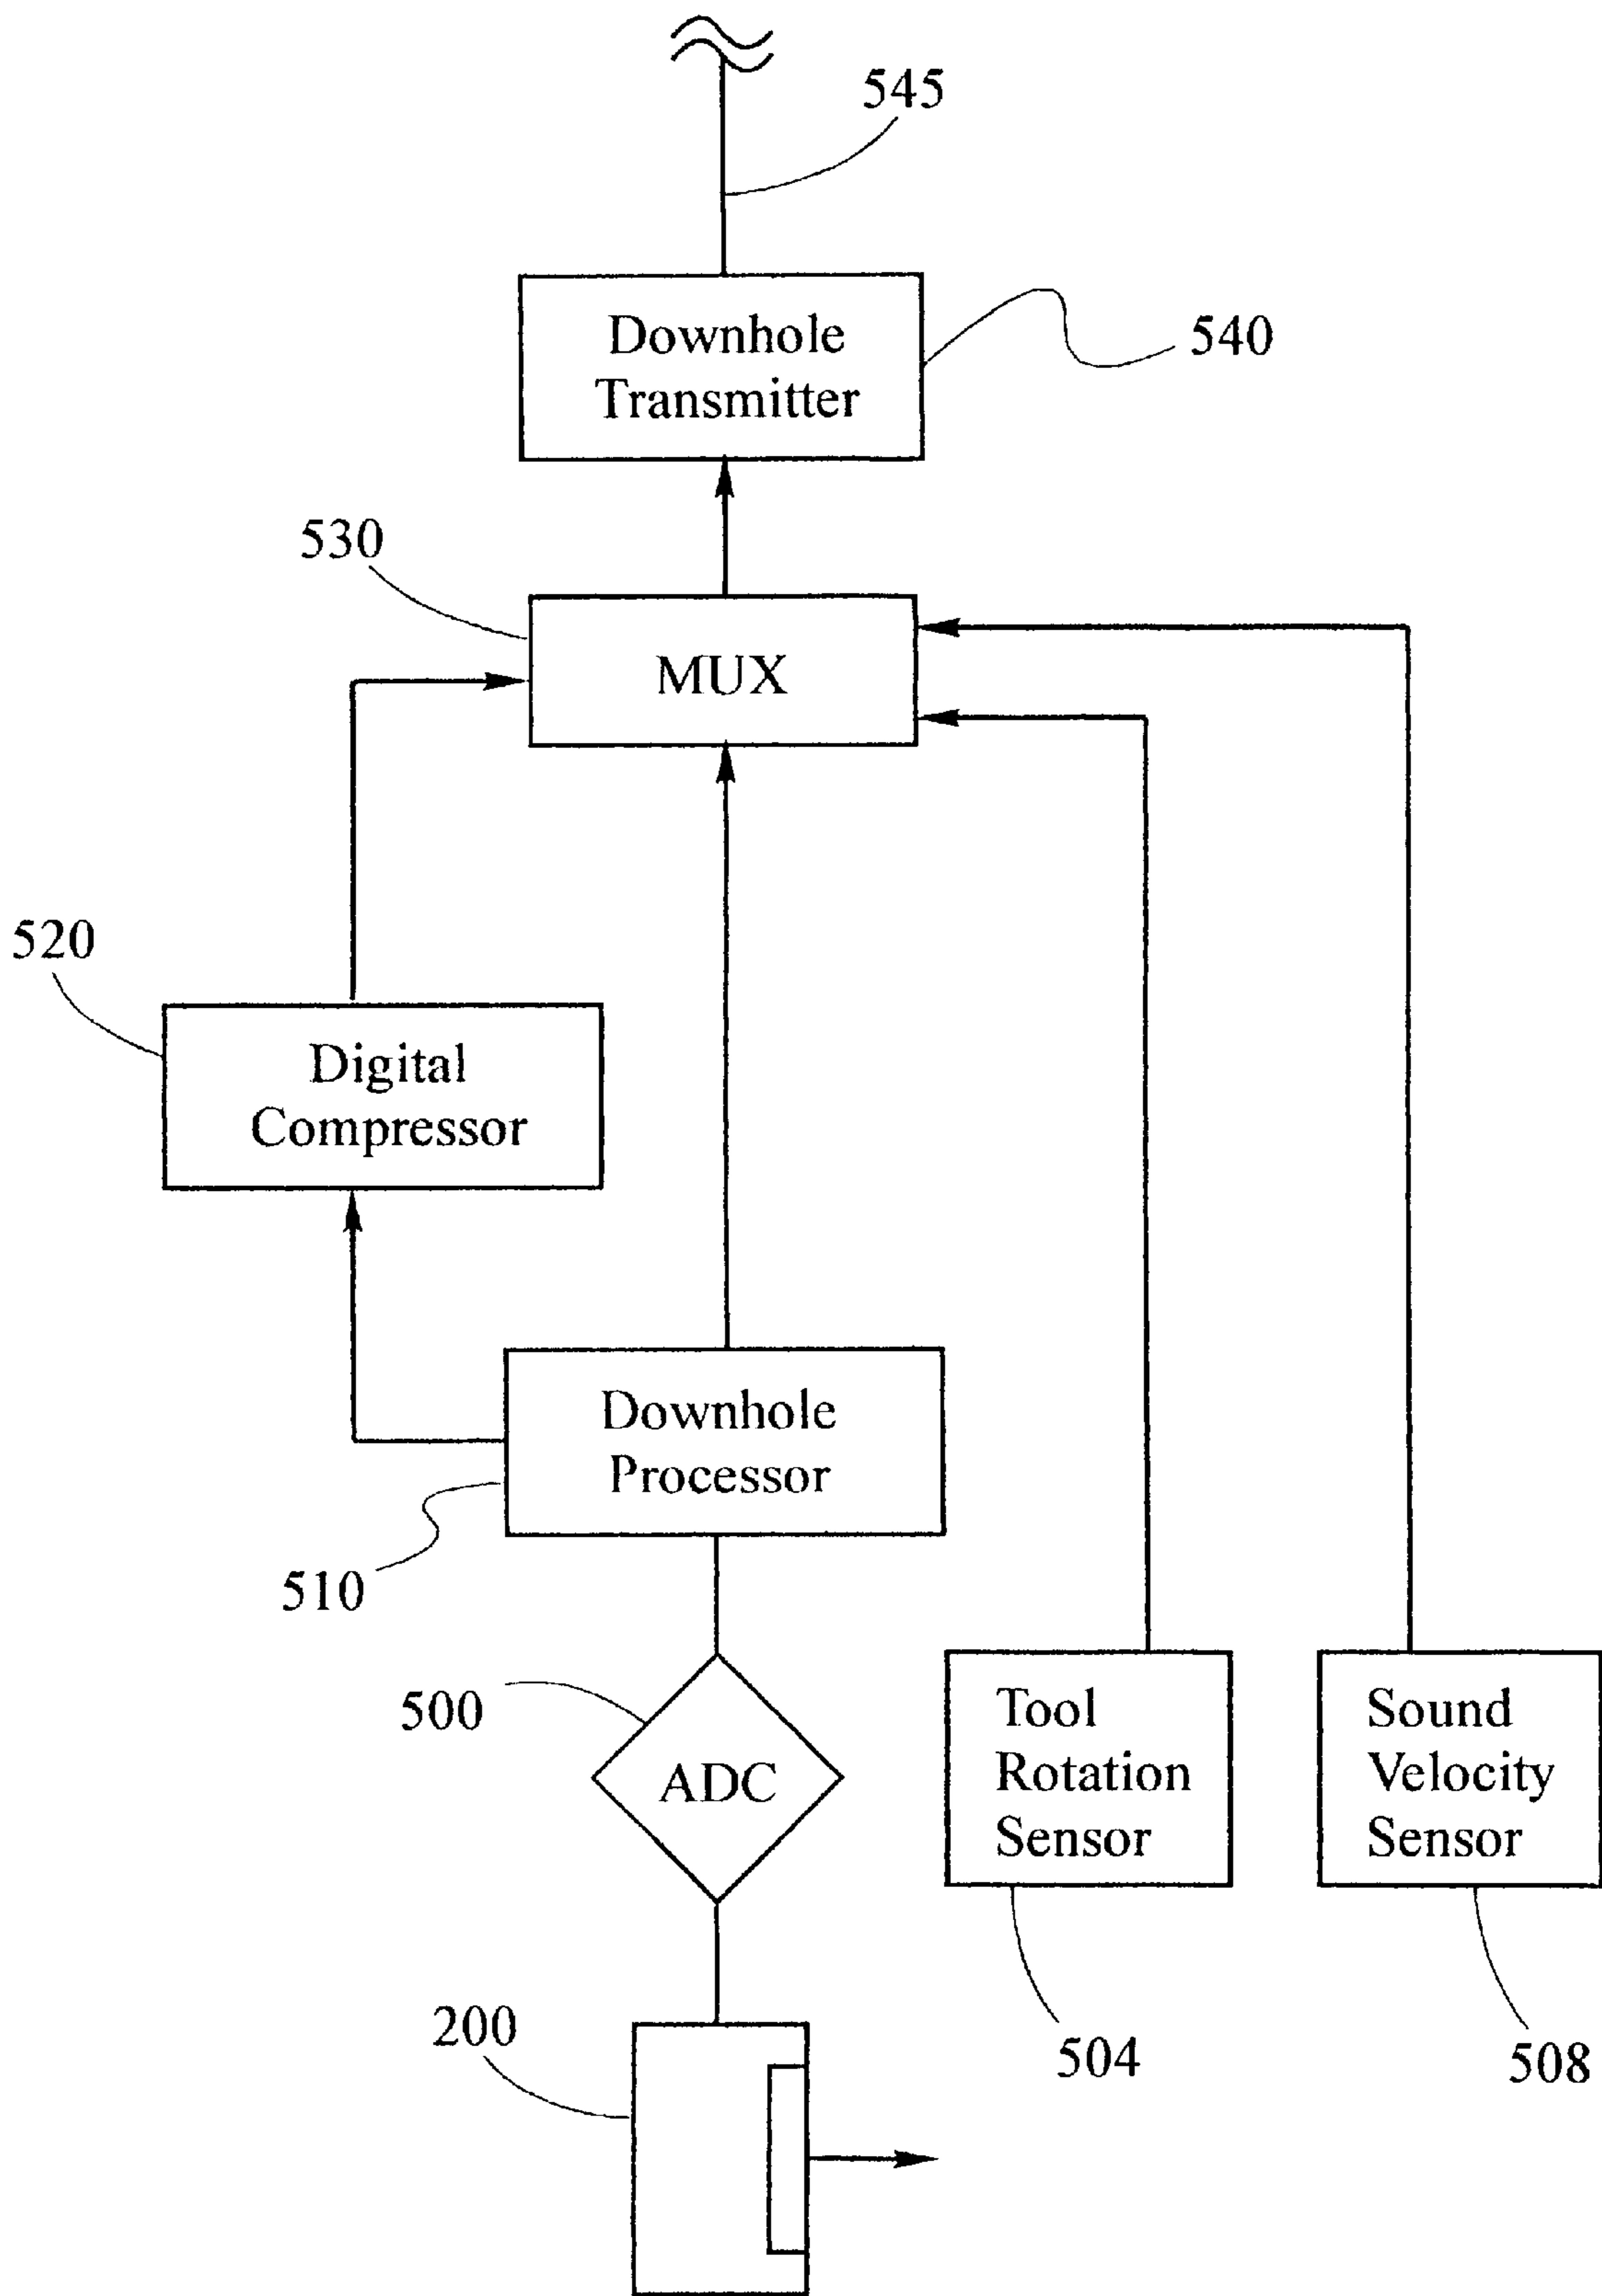 545
Downhole
Transmitter
540
530
MUX
520
Digital
Compressor
Downhole
Processor
510
500
ADC
Tool
Rotation
Sensor
Sound
Velocity
Sensor
200
504
508